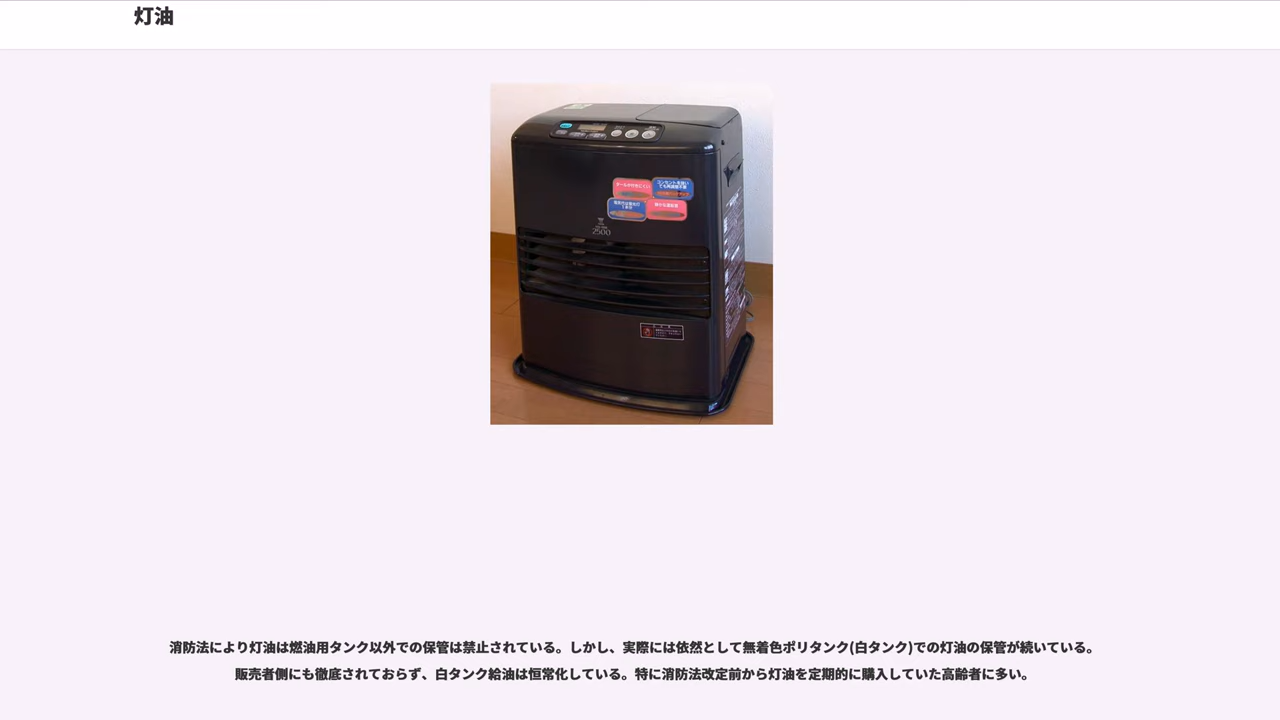 灯油
2500
消防法により灯油は燃油用タンク以外での保管は禁止されている。しかし、実際には依然として無着色ポリタンク(白タンク)での灯油の保管が続いている。
販売者側にも徹底されておらず、白タンク給油は恒常化している。特に消防法改定前から灯油を定期的に購入していた高齢者に多い。